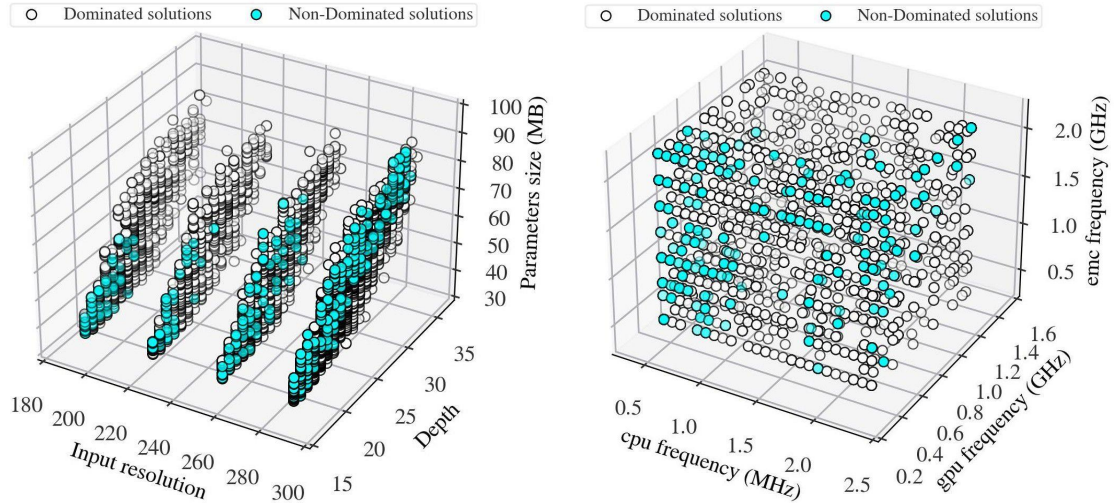 Dominated solutions Non-Dominated solutions
100
90
80
70
60
50
40
30
Parameters size (MB)
180 200 220 240 260 280 300
Input resolution
15 20 25 30 35
Depth
Dominated solutions Non-Dominated solutions
2.0
1.5
1.0
0.5
emc frequency (GHz)
0.5 1.0 1.5 2.0 2.5
cpu frequency (MHz)
0.2 0.4 0.6 0.8 1.0 1.2 1.4 1.6
gpu frequency (GHz)